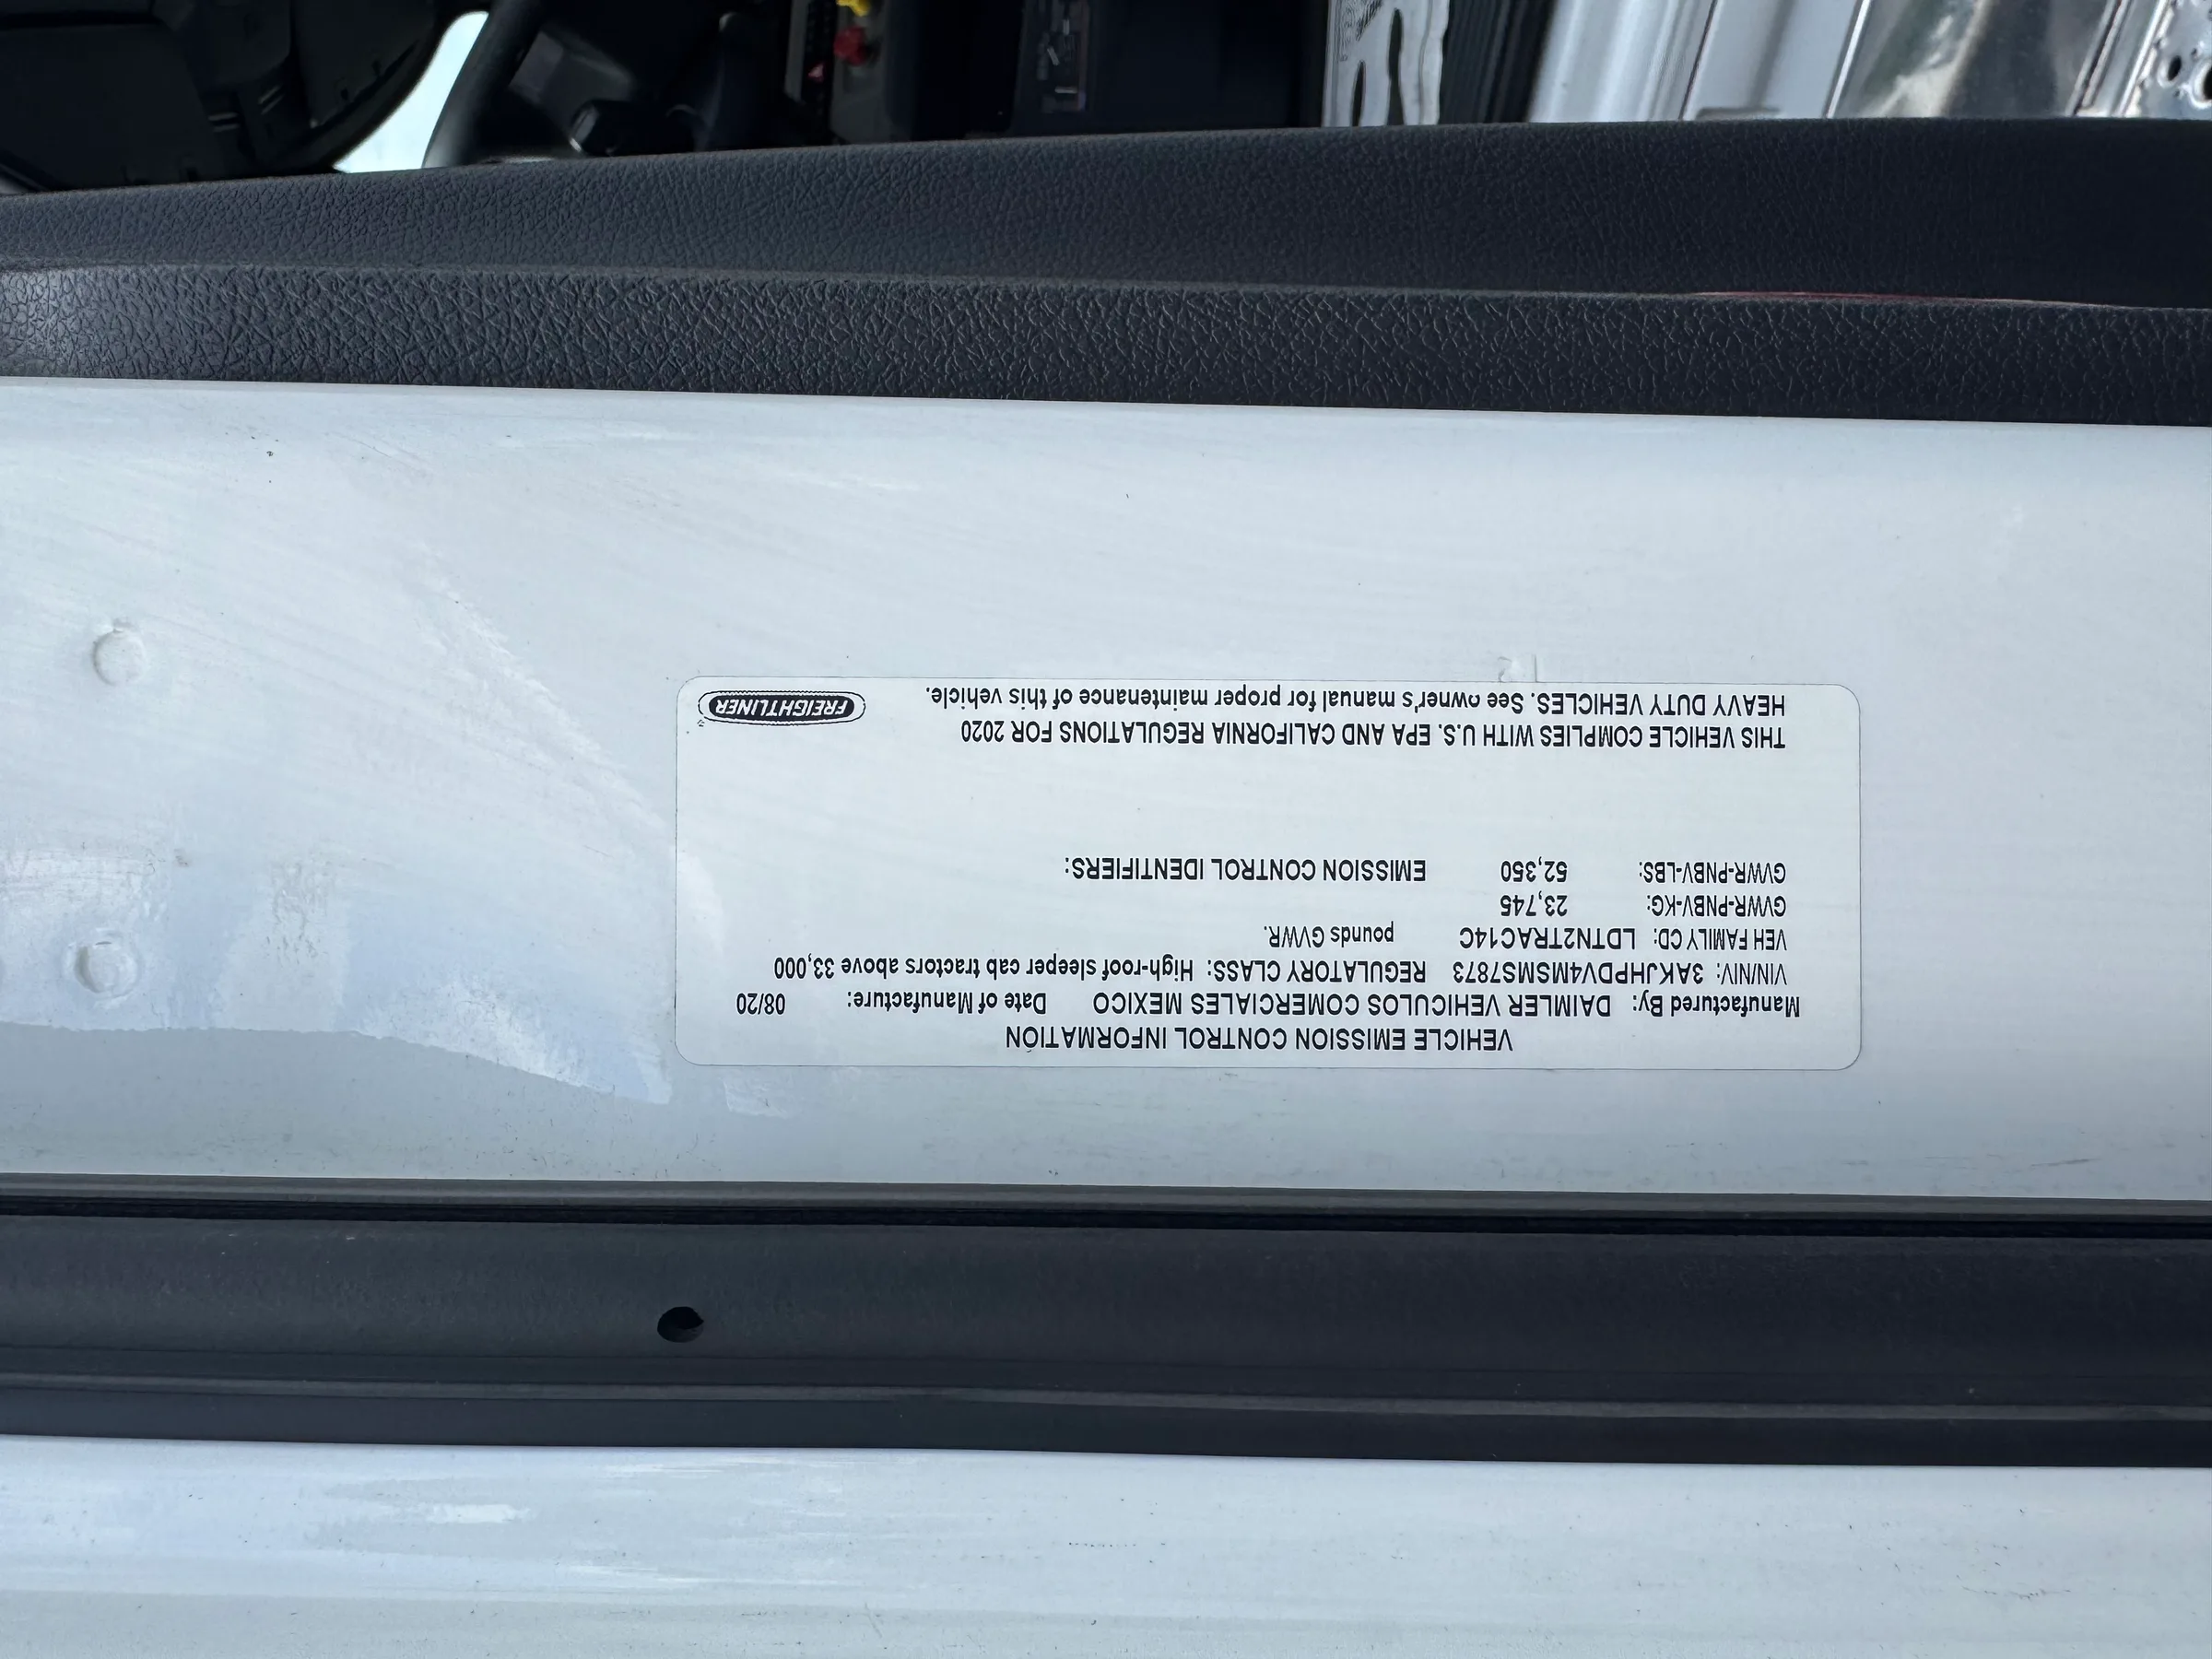 VEHICLE EMISSION CONTROL INFORMATION
Manufactured By: DAIMLER VEHICULOS COMERCIALES MEXICO Date of Manufacture: 08/20
VIN/NIV: 3AKJHPDV4MSMS7873 REGULATORY CLASS: High-roof sleeper cab tractors above 33,000
VEH FAMILY CD: LDTN2TRAC14C pounds GVWR.
GVWR-PNBV-KG: 23,745
GVWR-PNBV-LBS: 52,350 EMISSION CONTROL IDENTIFIERS:
THIS VEHICLE COMPLIES WITH U.S. EPA AND CALIFORNIA REGULATIONS FOR 2020
HEAVY DUTY VEHICLES. See owner's manual for proper maintenance of this vehicle.
FREIGHTLINER